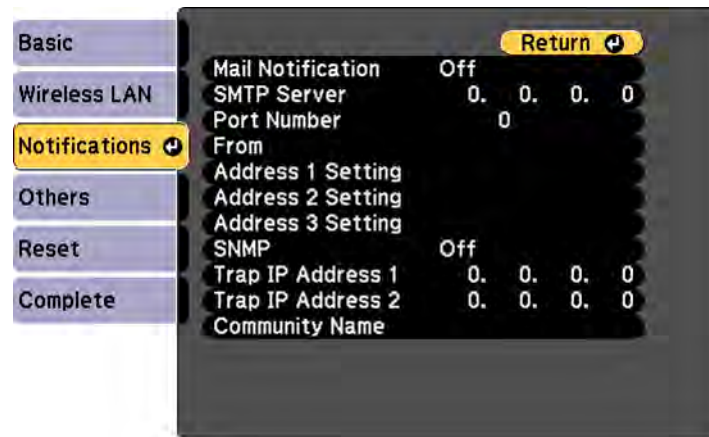 Basic
Wireless LAN
Notifications
Others
Reset
Complete
Return
Mail Notification Off
SMTP Server 0. 0. 0. 0
Port Number 0
From
Address 1 Setting
Address 2 Setting
Address 3 Setting
SNMP Off
Trap IP Address 1 0. 0. 0. 0
Trap IP Address 2 0. 0. 0. 0
Community Name